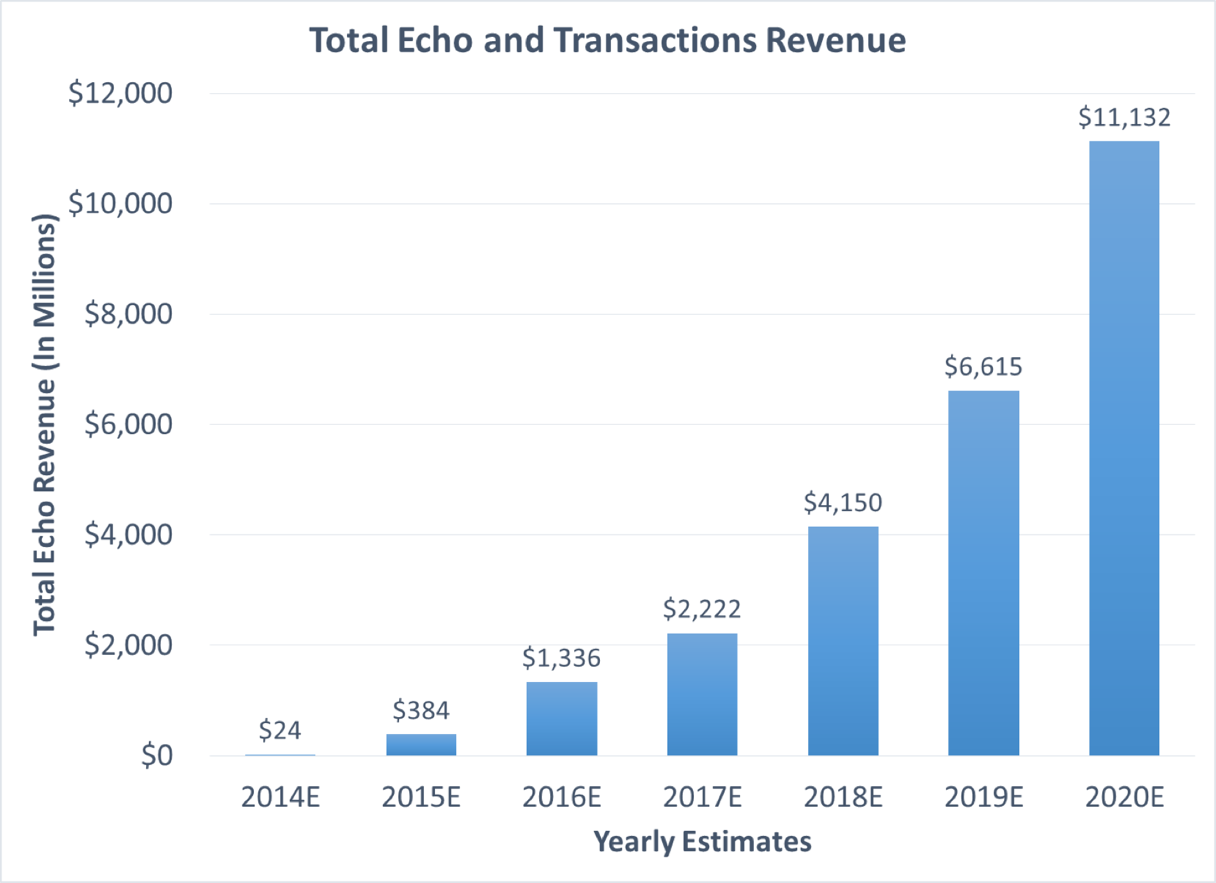 Total Echo and Transactions Revenue
Total Echo Revenue (In Millions)
$12,000
$10,000
$8,000
$6,000
$4,000
$2,000
$0
$24
$384
$1,336
$2,222
$4,150
$6,615
$11,132
2014E
2015E
2016E
2017E
2018E
2019E
2020E
Yearly Estimates